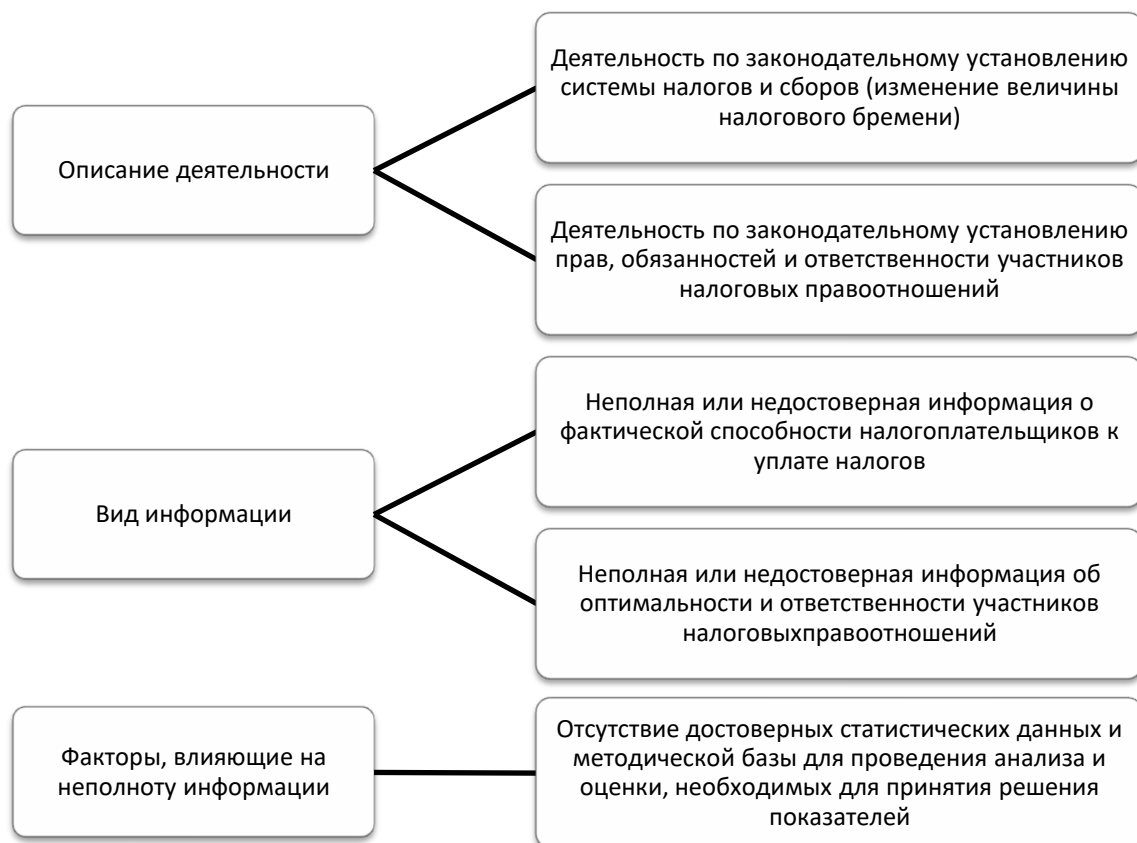 Деятельность по законодательному установлению
системы налогов и сборов (изменение величины
налогового бремени)
Описание деятельности
Деятельность по законодательному установлению
прав, обязанностей и ответственности участников
налоговых правоотношений
Неполная или недостоверная информация о
фактической способности налогоплательщиков к
уплате налогов
Вид информации
Неполная или недостоверная информация об
оптимальности и ответственности участников
налоговыхправоотношений
Факторы, влияющие на
неполноту информации
Отсутствие достоверных статистических данных и
методической базы для проведения анализа и
оценки, необходимых для принятия решения
показателей